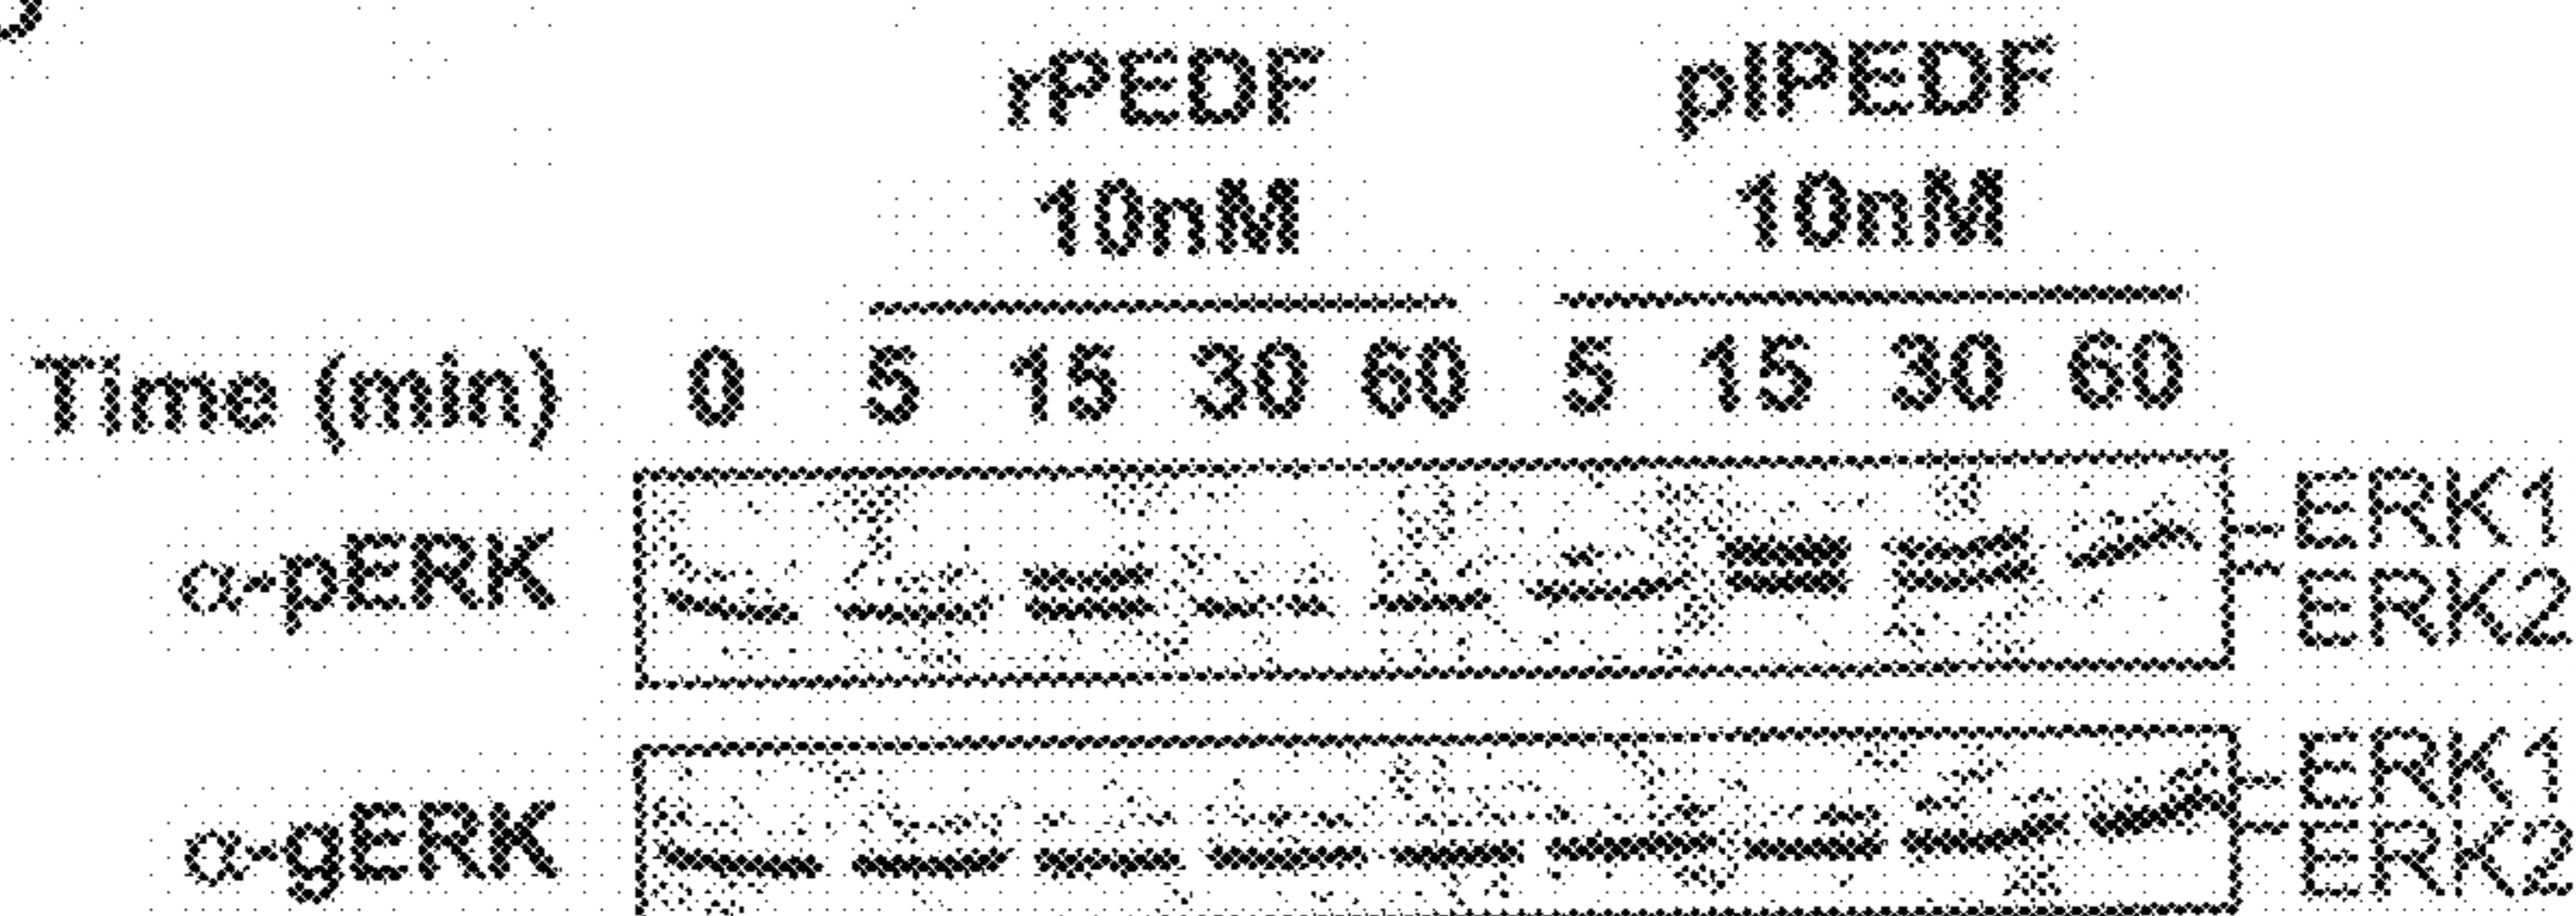 rPEDF plPEDF
10nM 10nM
Time (min) 0 5 15 30 60 5 15 30 60
α-pERK ERK1
ERK2
α-gERK ERK1
ERK2